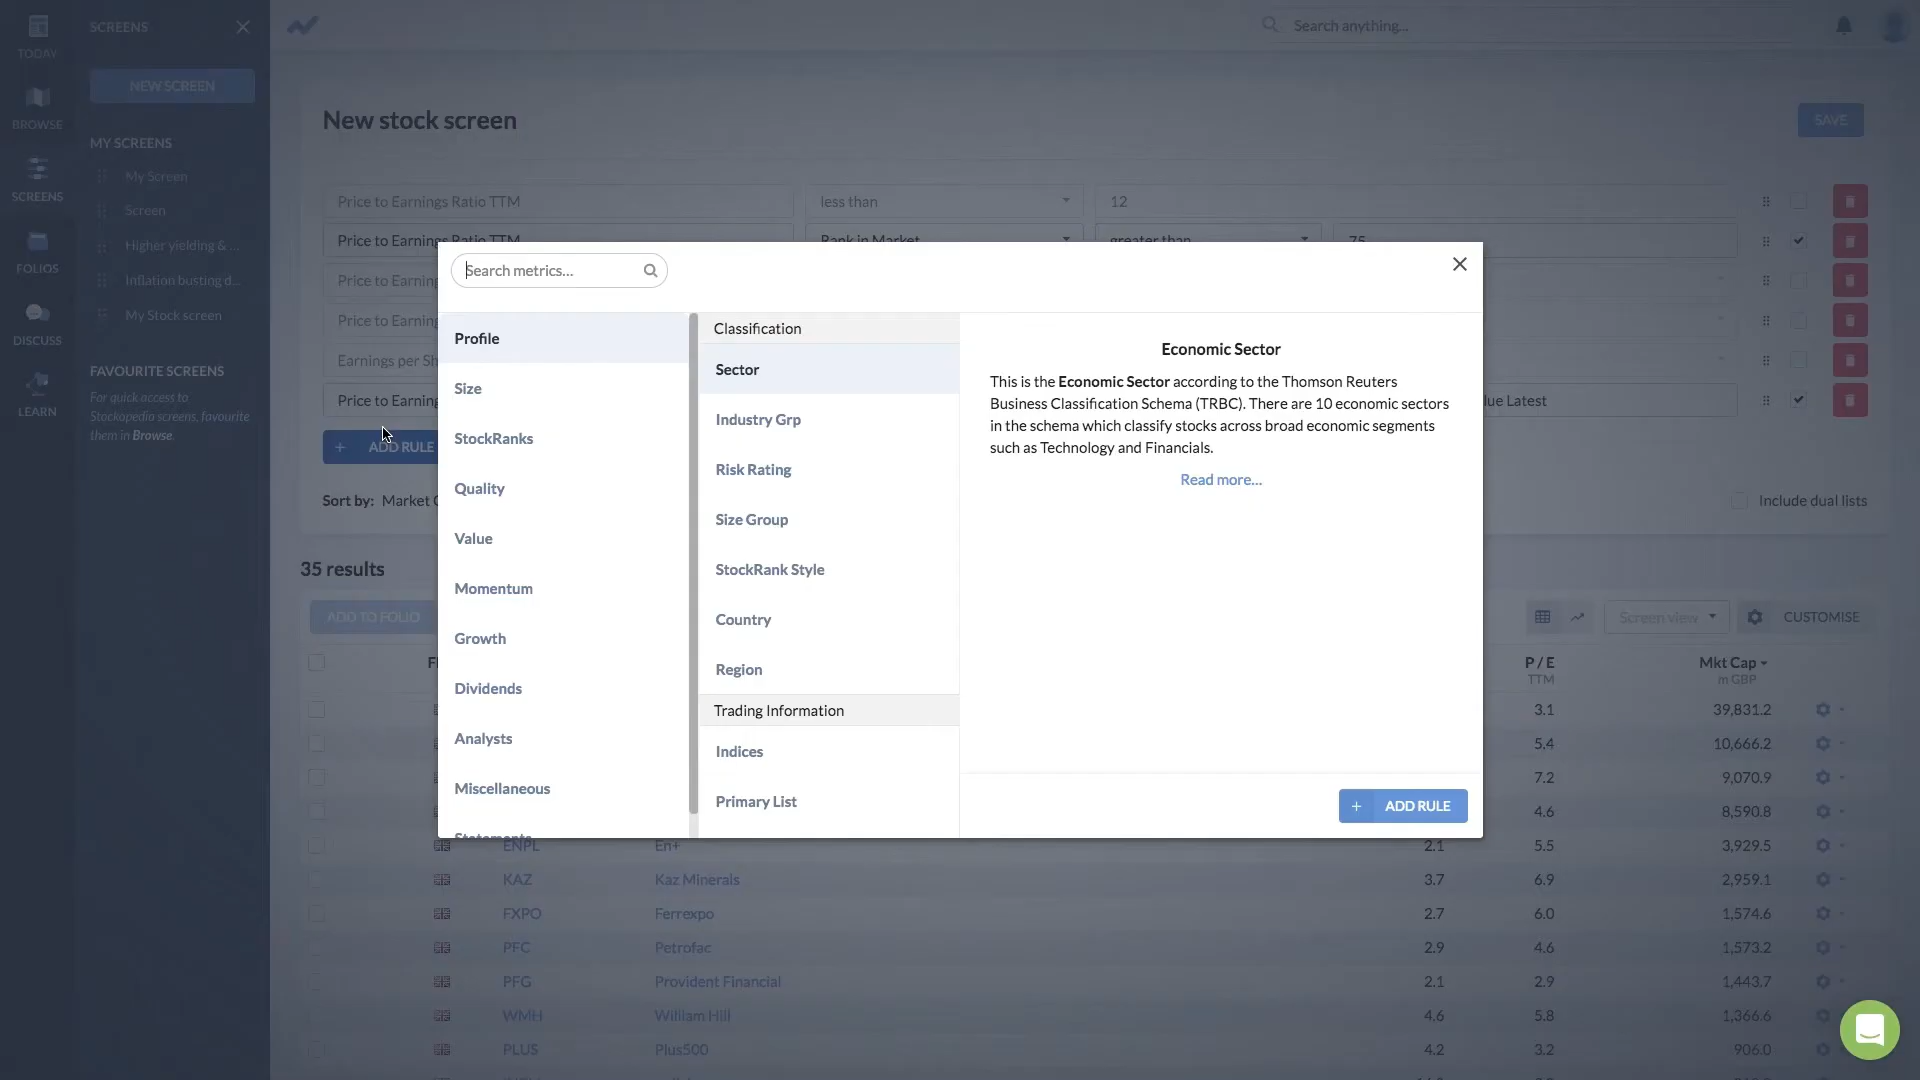 SCREENS
Search anything...
TODAY
NEW SCREEN
BROWSE
New stock screen
SAVE
MY SCREENS
My Screen
SCREENS
Screen
Higher yielding & ...
FOLIOS
Inflation busting d...
My Stock screen
DISCUSS
FAVOURITE SCREENS
For quick access to
Stockopedia screens, favourite
them in Browse.
LEARN
Price to Earnings Ratio TTM
less than
12
Price to Earnings Ratio TTM
Rank in Market
greater than
75
Price to Earning
Price to Earning
Earnings per Sh
Price to Earning
lue Latest
+ ADD RULE
Sort by: Market C
Include dual lists
35 results
ADD TO FOLIO
Screen view
CUSTOMISE
Search metrics...
Profile
Size
StockRanks
Quality
Value
Momentum
Growth
Dividends
Analysts
Miscellaneous
Statements
Classification
Sector
Industry Grp
Risk Rating
Size Group
StockRank Style
Country
Region
Trading Information
Indices
Primary List
Economic Sector
This is the Economic Sector according to the Thomson Reuters
Business Classification Schema (TRBC). There are 10 economic sectors
in the schema which classify stocks across broad economic segments
such as Technology and Financials.
Read more...
+ ADD RULE
Fl
P / E
TTM
Mkt Cap
m GBP
3.1 39,831.2
5.4 10,666.2
7.2 9,070.9
4.6 8,590.8
ENPL En+ 2.1 5.5 3,929.5
KAZ Kaz Minerals 3.7 6.9 2,959.1
FXPO Ferrexpo 2.7 6.0 1,574.6
PFC Petrofac 2.9 4.6 1,573.2
PFG Provident Financial 2.1 2.9 1,443.7
WMH William Hill 4.6 5.8 1,366.6
PLUS Plus500 4.2 3.2 906.0